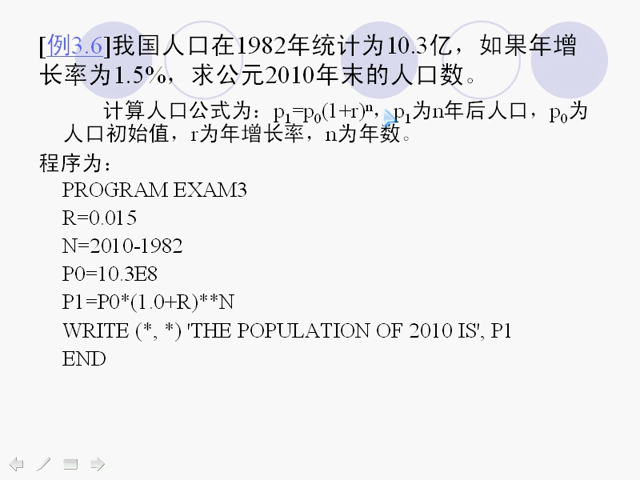 [例3.6]我国人口在1982年统计为10.3亿，如果年增
长率为1.5%，求公元2010年末的人口数。
计算人口公式为：p₁=p₀(1+r)ⁿ，p₁为n年后人口，p₀为
人口初始值，r为年增长率，n为年数。
程序为：
PROGRAM EXAM3
R=0.015
N=2010-1982
P0=10.3E8
P1=P0*(1.0+R)**N
WRITE (*, *) 'THE POPULATION OF 2010 IS', P1
END